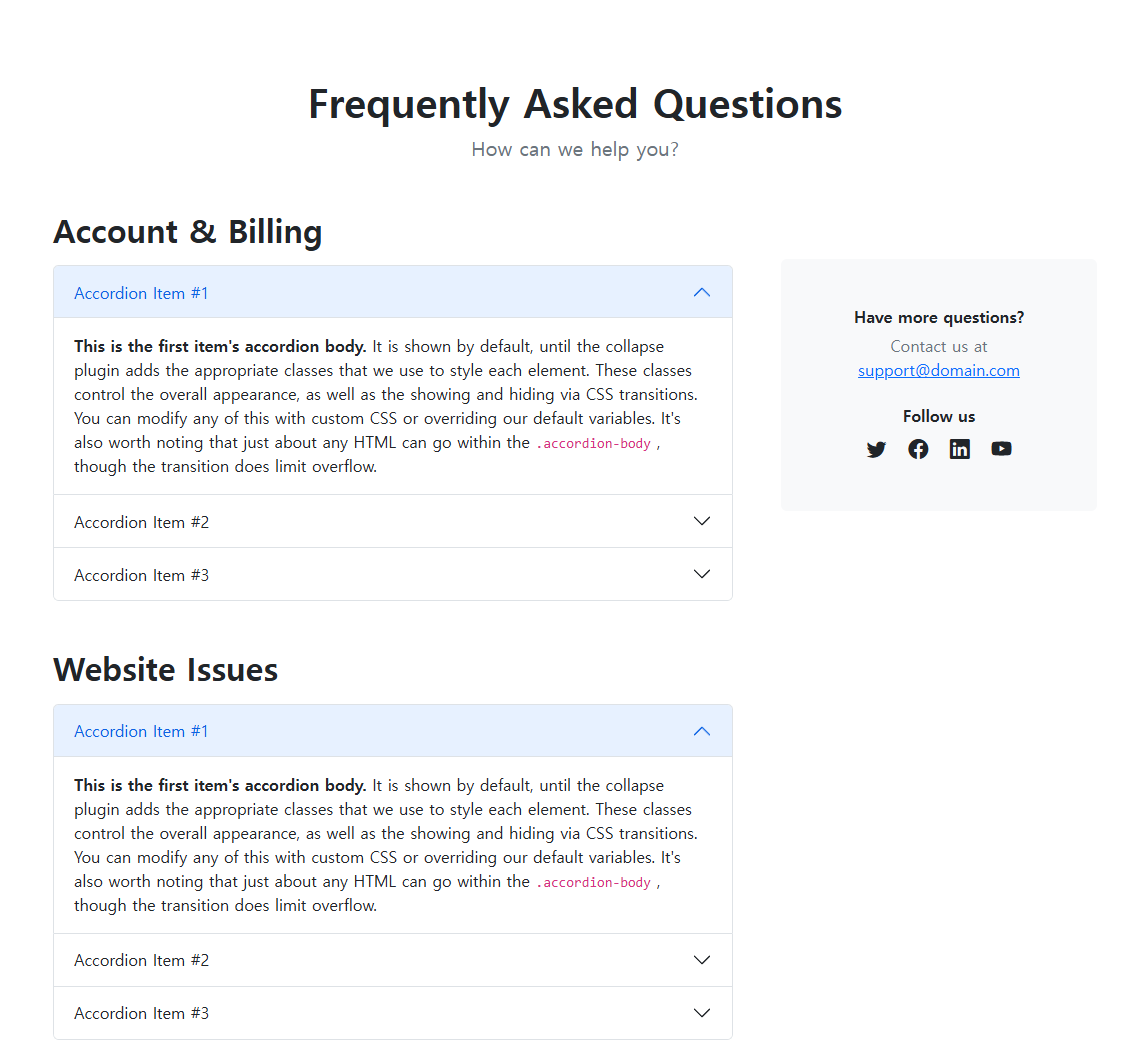 Frequently Asked Questions
How can we help you?
Account & Billing
Accordion Item #1
This is the first item's accordion body. It is shown by default, until the collapse
plugin adds the appropriate classes that we use to style each element. These classes
control the overall appearance, as well as the showing and hiding via CSS transitions.
You can modify any of this with custom CSS or overriding our default variables. It's
also worth noting that just about any HTML can go within the .accordion-body ,
though the transition does limit overflow.
Accordion Item #2
Accordion Item #3
Have more questions?
Contact us at
support@domain.com
Follow us
Website Issues
Accordion Item #1
This is the first item's accordion body. It is shown by default, until the collapse
plugin adds the appropriate classes that we use to style each element. These classes
control the overall appearance, as well as the showing and hiding via CSS transitions.
You can modify any of this with custom CSS or overriding our default variables. It's
also worth noting that just about any HTML can go within the .accordion-body ,
though the transition does limit overflow.
Accordion Item #2
Accordion Item #3